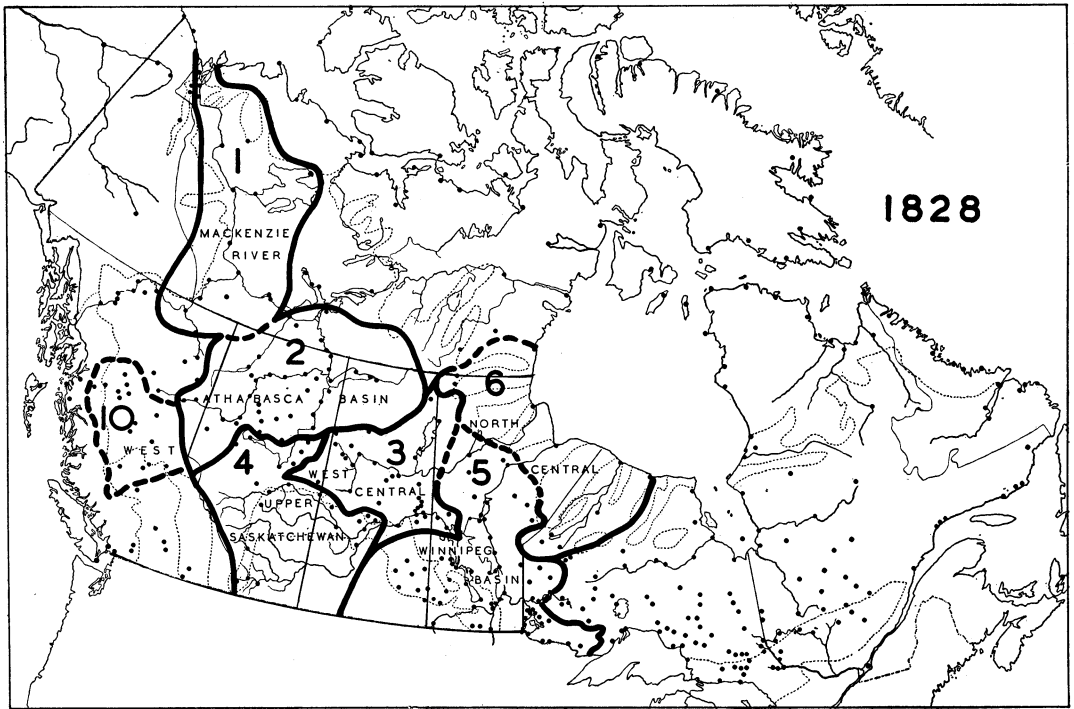 1828
1
MACKENZIE
RIVER
2
ATHABASCA BASIN
10
WEST
6
NORTH
CENTRAL
3
WEST
CENTRAL
4
UPPER
SASKATCHEWAN
5
WINNIPEG
BASIN